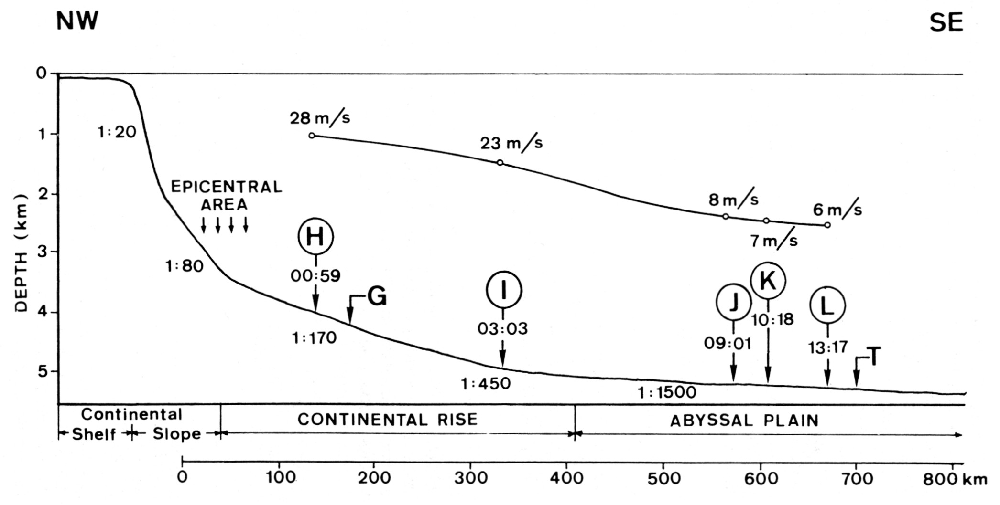 NW SE
0
28 m/s
1 1:20 23 m/s
EPICENTRAL
AREA
2 8 m/s 6 m/s
7 m/s
DEPTH (km)
3 1:80 H K
00:59 G I J L
4 1:170 03:03 09:01 10:18 13:17 T
5 1:450 1:1500
Continental CONTINENTAL RISE ABYSSAL PLAIN
Shelf Slope
0 100 200 300 400 500 600 700 800 km